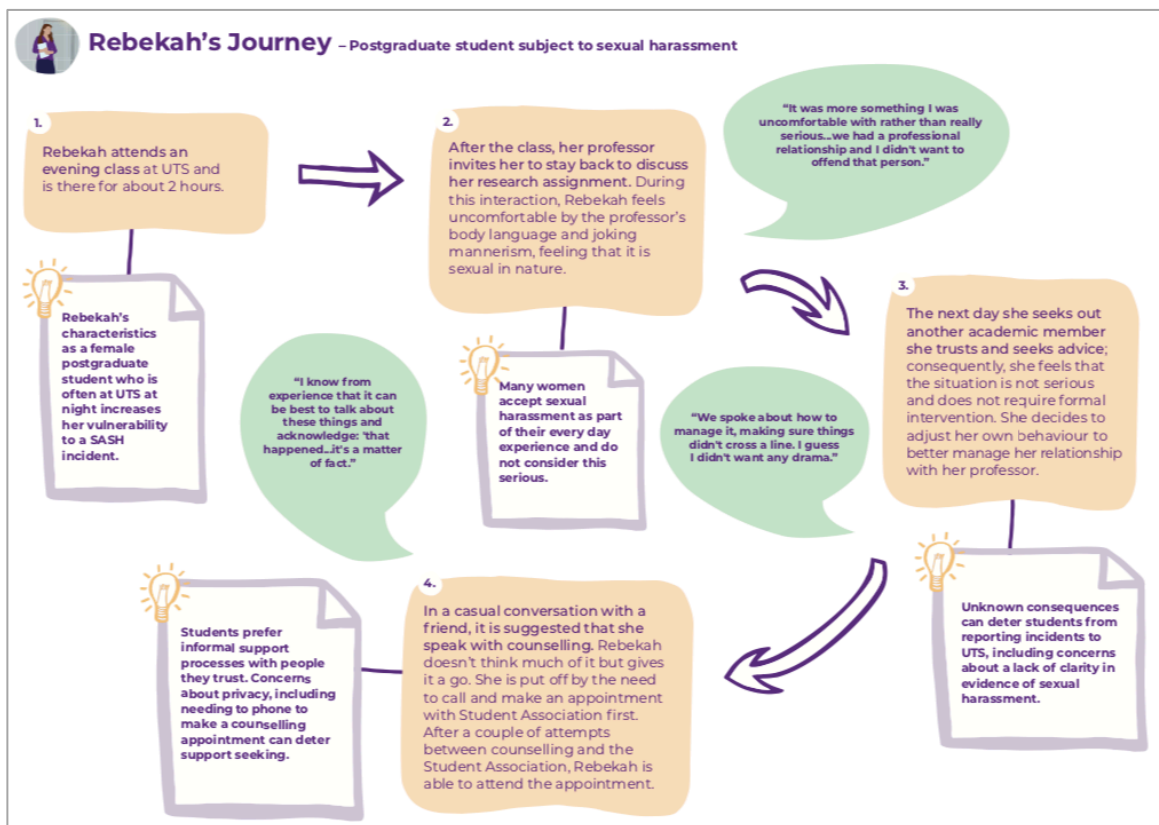 Rebekah's Journey – Postgraduate student subject to sexual harassment
1.
Rebekah attends an
evening class at UTS and
is there for about 2 hours.
Rebekah's
characteristics
as a female
postgraduate
student who is
often at UTS at
night increases
her vulnerability
to a SASH
incident.
2.
After the class, her professor
invites her to stay back to discuss
her research assignment. During
this interaction, Rebekah feels
uncomfortable by the professor's
body language and joking
mannerism, feeling that it is
sexual in nature.
"It was more something I was
uncomfortable with rather than really
serious...we had a professional
relationship and I didn't want to
offend that person."
Many women
accept sexual
harassment as part
of their every day
experience and do
not consider this
serious.
3.
The next day she seeks out
another academic member
she trusts and seeks advice;
consequently, she feels that
the situation is not serious
and does not require formal
intervention. She decides to
adjust her own behaviour to
better manage her relationship
with her professor.
"We spoke about how to
manage it, making sure things
didn't cross a line. I guess
I didn't want any drama."
Unknown consequences
can deter students from
reporting incidents to
UTS, including concerns
about a lack of clarity in
evidence of sexual
harassment.
4.
In a casual conversation with a
friend, it is suggested that she
speak with counselling. Rebekah
doesn't think much of it but gives
it a go. She is put off by the
need to call and make an appointment
with Student Association first.
After a couple of attempts
between counselling and the
Student Association, Rebekah is
able to attend the appointment.
"I know from
experience that it can
be best to talk about
these things and
acknowledge: 'that
happened...it's a matter
of fact."
Students prefer
informal support
processes with people
they trust. Concerns
about privacy, including
needing to phone to
make a counselling
appointment can deter
support seeking.